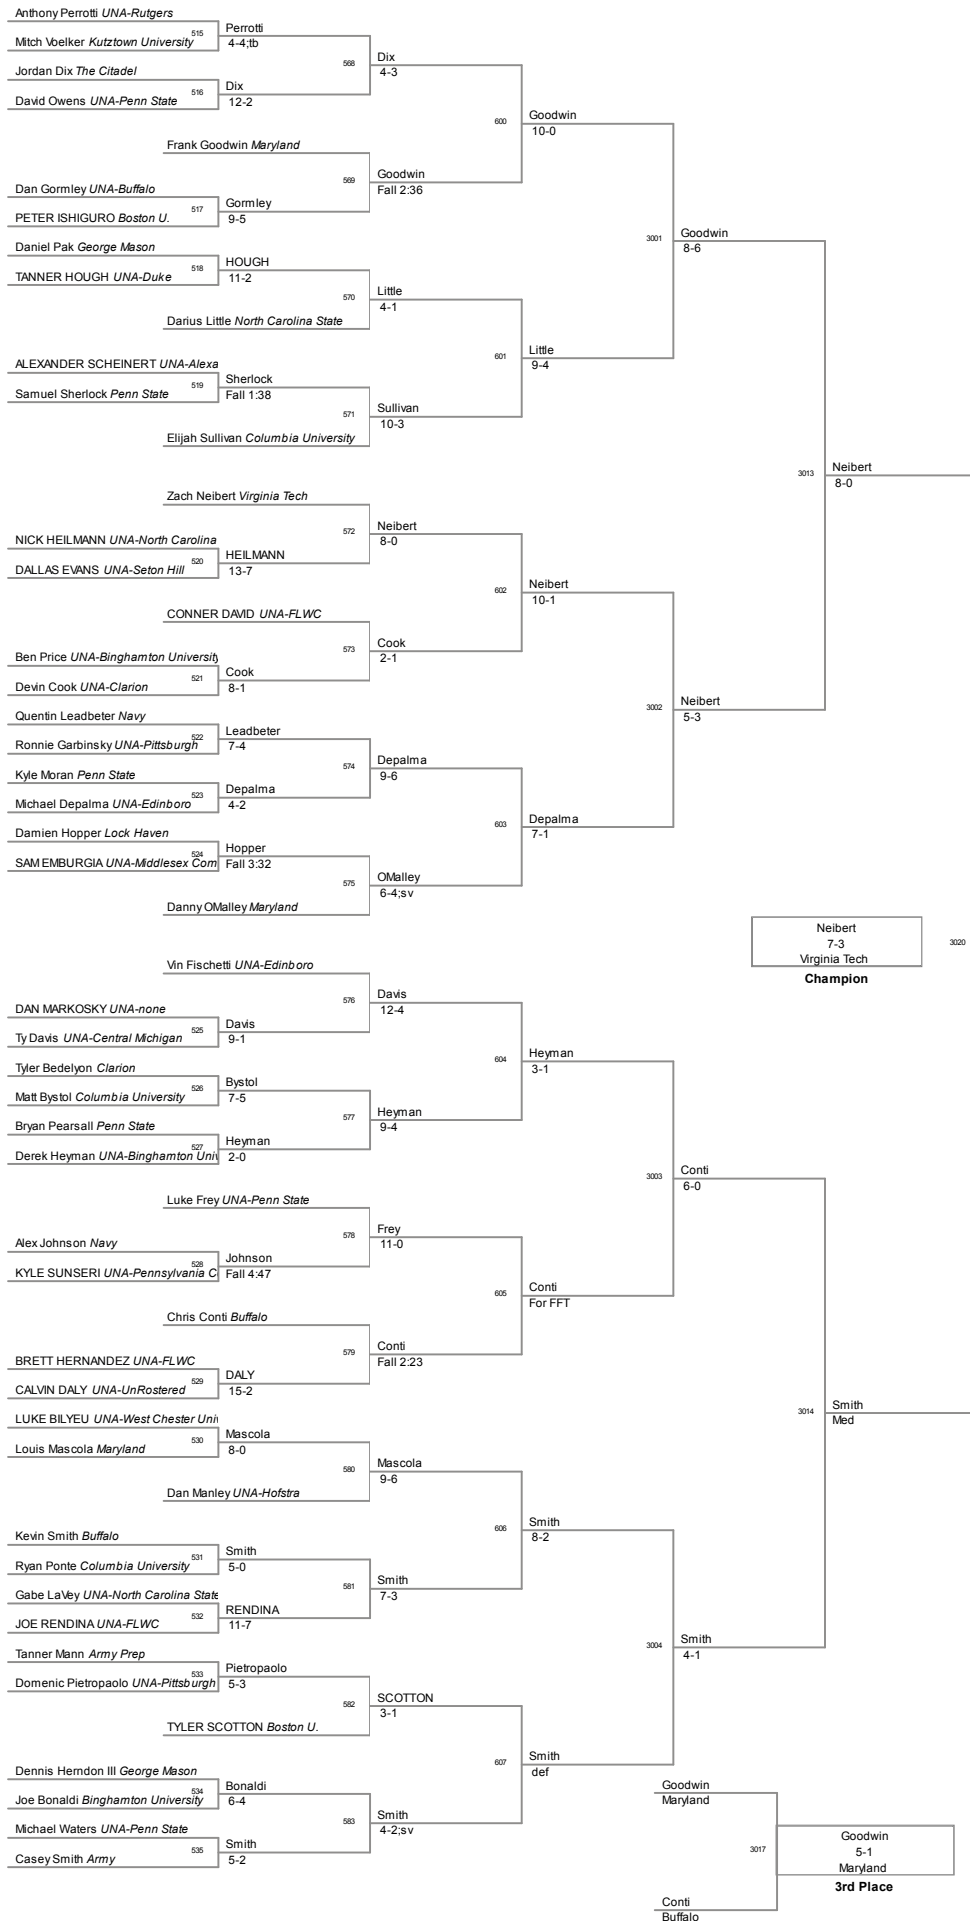 Anthony Perrotti UNA-Rutgers
515
Perrotti
Mitch Voelker Kutztown University
4-4;tb
568
Dix
4-3
Jordan Dix The Citadel
516
Dix
David Owens UNA-Penn State
12-2
600
Goodwin
10-0
Frank Goodwin Maryland
569
Goodwin
Fall 2:36
Dan Gormley UNA-Buffalo
517
Gormley
PETER ISHIGURO Boston U.
9-5
3001
Goodwin
8-6
Daniel Pak George Mason
518
HOUGH
TANNER HOUGH UNA-Duke
11-2
570
Little
4-1
Darius Little North Carolina State
601
Little
9-4
ALEXANDER SCHEINERT UNA-Alexa
519
Sherlock
Samuel Sherlock Penn State
Fall 1:38
571
Sullivan
10-3
Elijah Sullivan Columbia University
3013
Neibert
8-0
Zach Neibert Virginia Tech
572
Neibert
8-0
NICK HEILMANN UNA-North Carolina
520
HEILMANN
DALLAS EVANS UNA-Seton Hill
13-7
602
Neibert
10-1
CONNER DAVID UNA-FLWC
573
Cook
2-1
Ben Price UNA-Binghamton University
521
Cook
Devin Cook UNA-Clarion
8-1
3002
Neibert
5-3
Quentin Leadbeter Navy
522
Leadbeter
Ronnie Garbinsky UNA-Pittsburgh
7-4
574
Depalma
9-6
Kyle Moran Penn State
523
Depalma
Michael Depalma UNA-Edinboro
4-2
603
Depalma
7-1
Damien Hopper Lock Haven
524
Hopper
SAM EMBURGIA UNA-Middlesex Com
Fall 3:32
575
OMalley
6-4;sv
Danny OMalley Maryland
Neibert
7-3
Virginia Tech
3020
Champion
Vin Fischetti UNA-Edinboro
576
Davis
12-4
DAN MARKOSKY UNA-none
525
Davis
Ty Davis UNA-Central Michigan
9-1
604
Heyman
3-1
Tyler Bedelyon Clarion
526
Bystol
Matt Bystol Columbia University
7-5
577
Heyman
9-4
Bryan Pearsall Penn State
527
Heyman
Derek Heyman UNA-Binghamton Univ
2-0
3003
Conti
6-0
Luke Frey UNA-Penn State
578
Frey
11-0
Alex Johnson Navy
528
Johnson
KYLE SUNSERI UNA-Pennsylvania C
Fall 4:47
605
Conti
For FFT
Chris Conti Buffalo
579
Conti
Fall 2:23
BRETT HERNANDEZ UNA-FLWC
529
DALY
CALVIN DALY UNA-UnRostered
15-2
3014
Smith
Med
LUKE BILYEU UNA-West Chester Univ
530
Mascola
Louis Mascola Maryland
8-0
580
Mascola
9-6
Dan Manley UNA-Hofstra
606
Smith
8-2
Kevin Smith Buffalo
531
Smith
Ryan Ponte Columbia University
5-0
581
Smith
7-3
Gabe LaVey UNA-North Carolina State
532
RENDINA
JOE RENDINA UNA-FLWC
11-7
3004
Smith
4-1
Tanner Mann Army Prep
533
Pietropaolo
Domenic Pietropaolo UNA-Pittsburgh
5-3
582
SCOTTON
3-1
TYLER SCOTTON Boston U.
607
Smith
def
Dennis Herndon III George Mason
534
Bonaldi
Joe Bonaldi Binghamton University
6-4
583
Smith
4-2;sv
Michael Waters UNA-Penn State
535
Smith
Casey Smith Army
5-2
Goodwin
Maryland
3017
Goodwin
5-1
Maryland
3rd Place
Conti
Buffalo